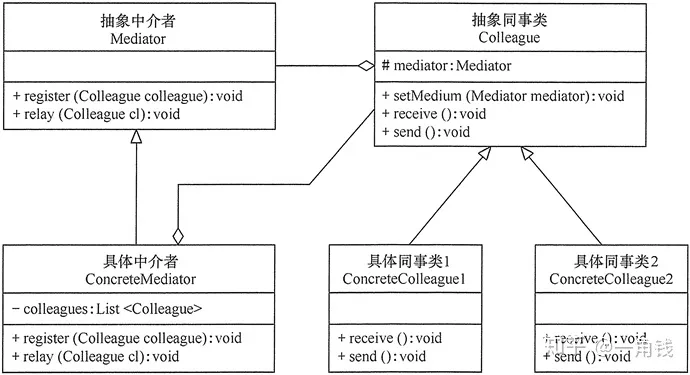 抽象中介者
Mediator
+ register (Colleague colleague): void
+ relay (Colleague cl): void
抽象同事类
Colleague
# mediator: Mediator
+ setMedium (Mediator mediator): void
+ receive (): void
+ send (): void
具体中介者
ConcreteMediator
− colleagues: List <Colleague>
+ register (Colleague colleague): void
+ relay (Colleague cl): void
具体同事类1
ConcreteColleague1
+ receive (): void
+ send (): void
具体同事类2
ConcreteColleague2
+ receive (): void
+ send (): void
知乎 @一角钱